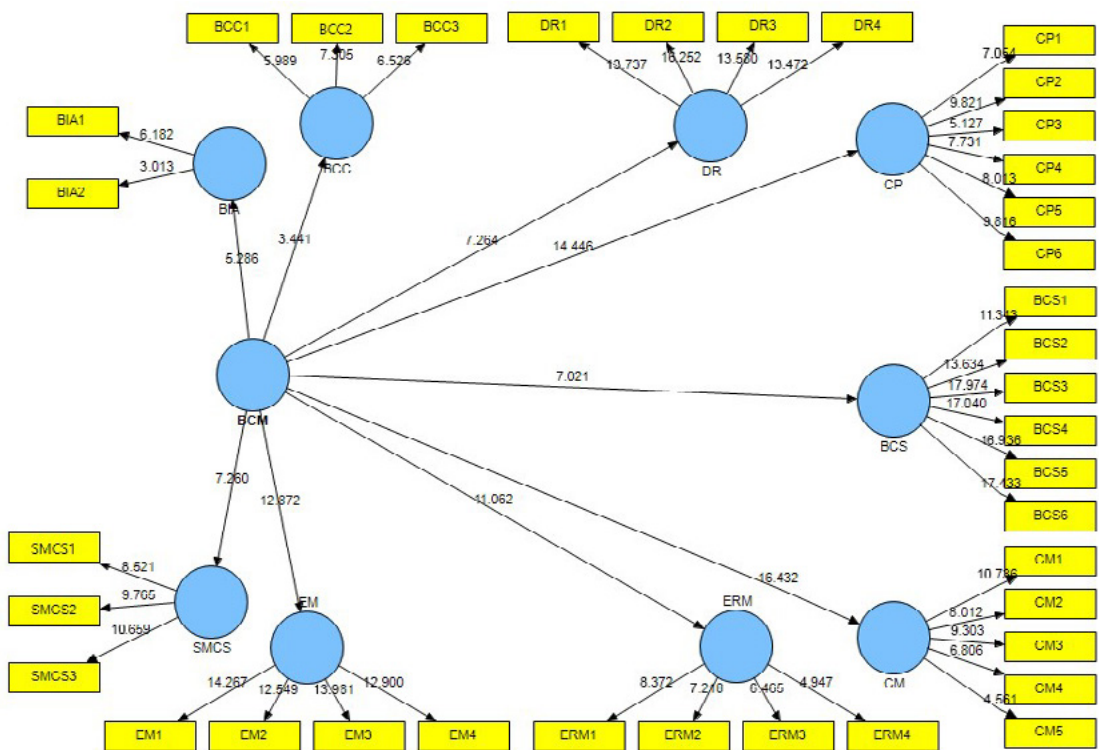 BCC1
BCC2
BCC3
5.989
7.305
6.526
BCC
DR1
DR2
DR3
DR4
13.737
16.252
13.530
13.472
DR
CP1
CP2
CP3
CP4
CP5
CP6
7.054
9.821
5.127
7.731
8.013
9.816
CP
BIA1
BIA2
6.182
3.013
BIA
5.286
3.441
7.264
14.446
7.021
BCM
BCS1
BCS2
BCS3
BCS4
BCS5
BCS6
11.343
13.634
17.974
17.040
16.936
17.433
BCS
7.260
12.872
11.062
16.432
SMCS1
SMCS2
SMCS3
8.521
9.765
10.659
SMCS
EM
14.267
12.549
13.981
12.900
EM1
EM2
EM3
EM4
ERM
8.372
7.210
6.465
4.947
ERM1
ERM2
ERM3
ERM4
CM1
CM2
CM3
CM4
CM5
10.736
8.012
9.303
6.806
4.561
CM